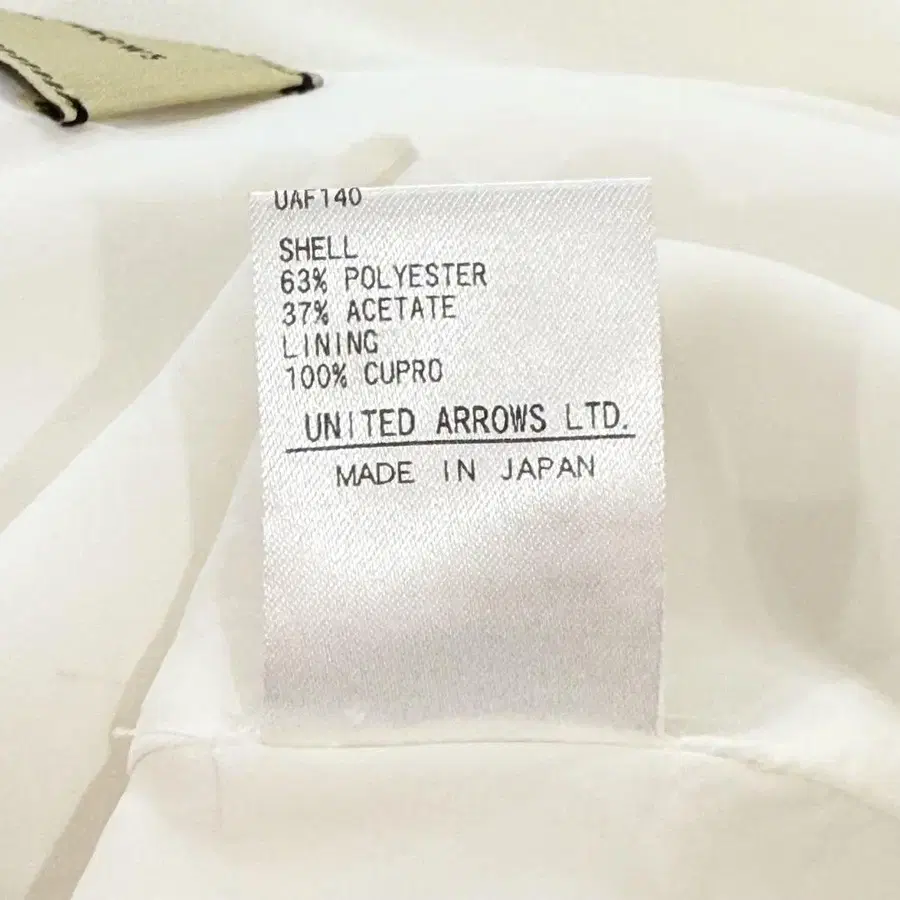 UAF140
SHELL
63% POLYESTER
37% ACETATE
LINING
100% CUPRO
UNITED ARROWS LTD.
MADE IN JAPAN